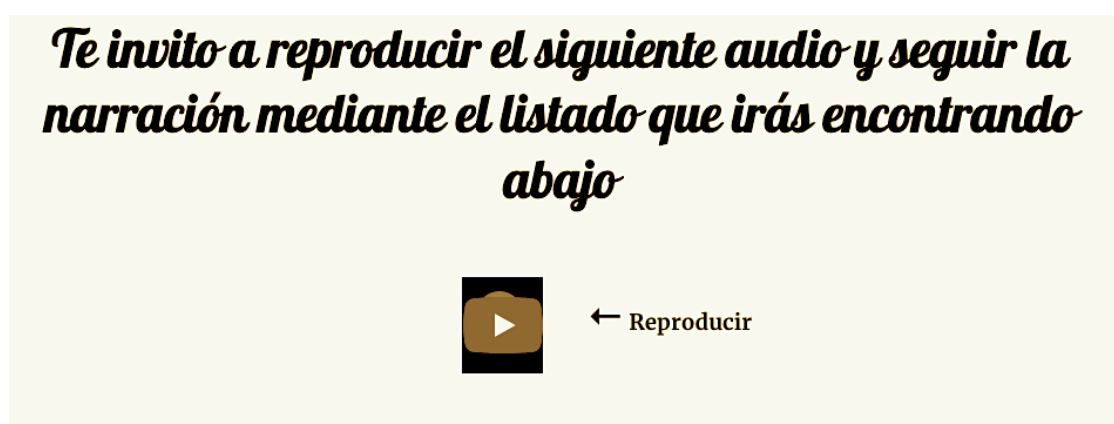 Te invito a reproducir el siguiente audio y seguir la
narración mediante el listado que irás encontrando
abajo
← Reproducir